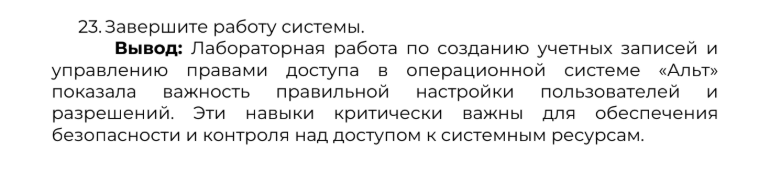 23. Завершите работу системы.
Вывод: Лабораторная работа по созданию учетных записей и
управлению правами доступа в операционной системе «Альт»
показала важность правильной настройки пользователей и
разрешений. Эти навыки критически важны для обеспечения
безопасности и контроля над доступом к системным ресурсам.